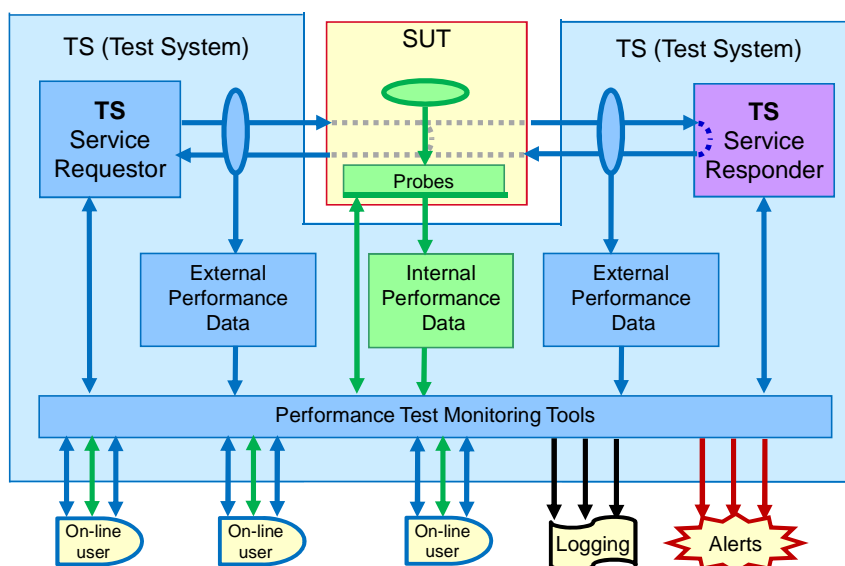 TS (Test System)
SUT
TS (Test System)
TS
Service
Requestor
TS
Service
Responder
Probes
External
Performance
Data
Internal
Performance
Data
External
Performance
Data
Performance Test Monitoring Tools
On-line
user
On-line
user
On-line
user
Logging
Alerts